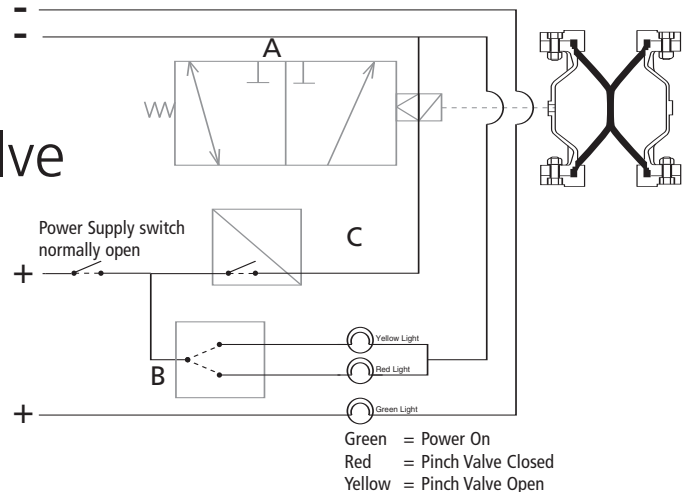 -
-
A
lve
Power Supply switch
normally open
C
+
Yellow Light
Red Light
B
+
Green Light
Green = Power On
Red = Pinch Valve Closed
Yellow = Pinch Valve Open